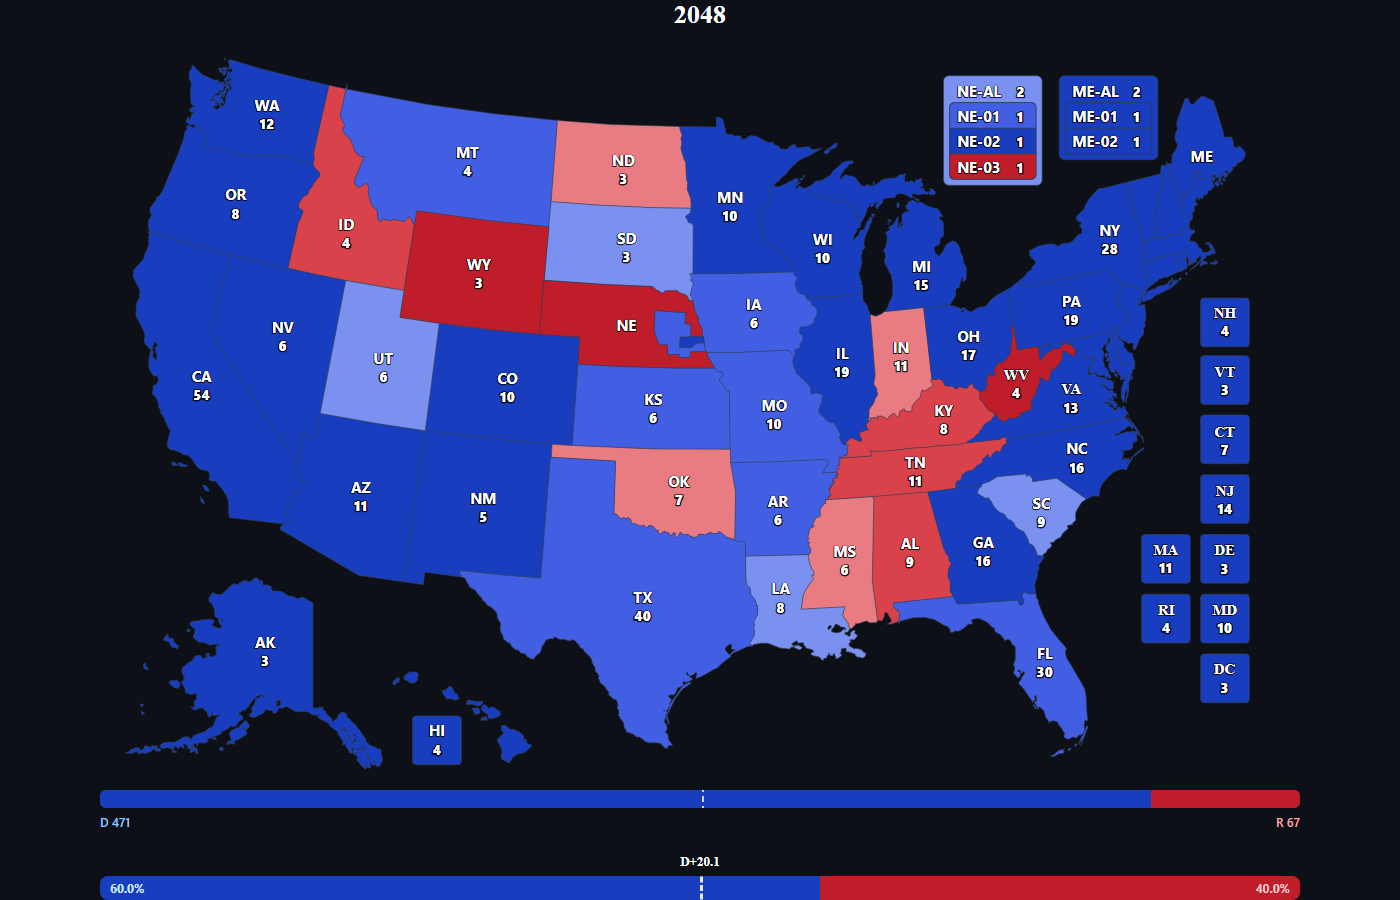 2048
NE-AL 2
NE-01 1
NE-02 1
NE-03 1
ME-AL 2
ME-01 1
ME-02 1
WA
12
OR
8
ID
4
MT
4
ND
3
MN
10
ME
SD
3
WI
10
MI
15
NY
28
WY
3
NE
IA
6
PA
19
NH
4
NV
6
UT
6
CO
10
IL
19
IN
11
OH
17
WV
4
VA
13
VT
3
CA
54
KS
6
MO
10
KY
8
CT
7
AZ
11
NM
5
OK
7
AR
6
TN
11
NC
16
SC
9
NJ
14
MS
6
AL
9
GA
16
MA
11
DE
3
TX
40
LA
8
RI
4
MD
10
AK
3
FL
30
DC
3
HI
4
D 471
R 67
D+20.1
60.0%
40.0%